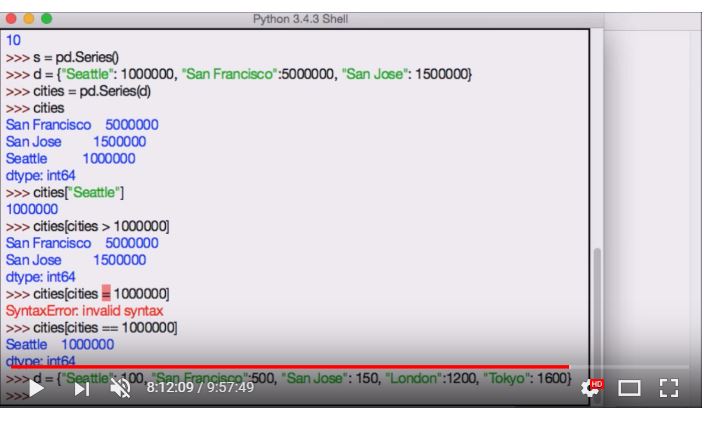 Python 3.4.3 Shell
10
>>> s = pd.Series()
>>> d = {"Seattle": 1000000, "San Francisco":5000000, "San Jose": 1500000}
>>> cities = pd.Series(d)
>>> cities
San Francisco 5000000
San Jose 1500000
Seattle 1000000
dtype: int64
>>> cities["Seattle"]
1000000
>>> cities[cities > 1000000]
San Francisco 5000000
San Jose 1500000
dtype: int64
>>> cities[cities = 1000000]
SyntaxError: invalid syntax
>>> cities[cities == 1000000]
Seattle 1000000
dtype: int64
>>> d = {"Seattle": 100, "San Francisco":500, "San Jose": 150, "London":1200, "Tokyo": 1600}
>>>
8:12:09 / 9:57:49
HD